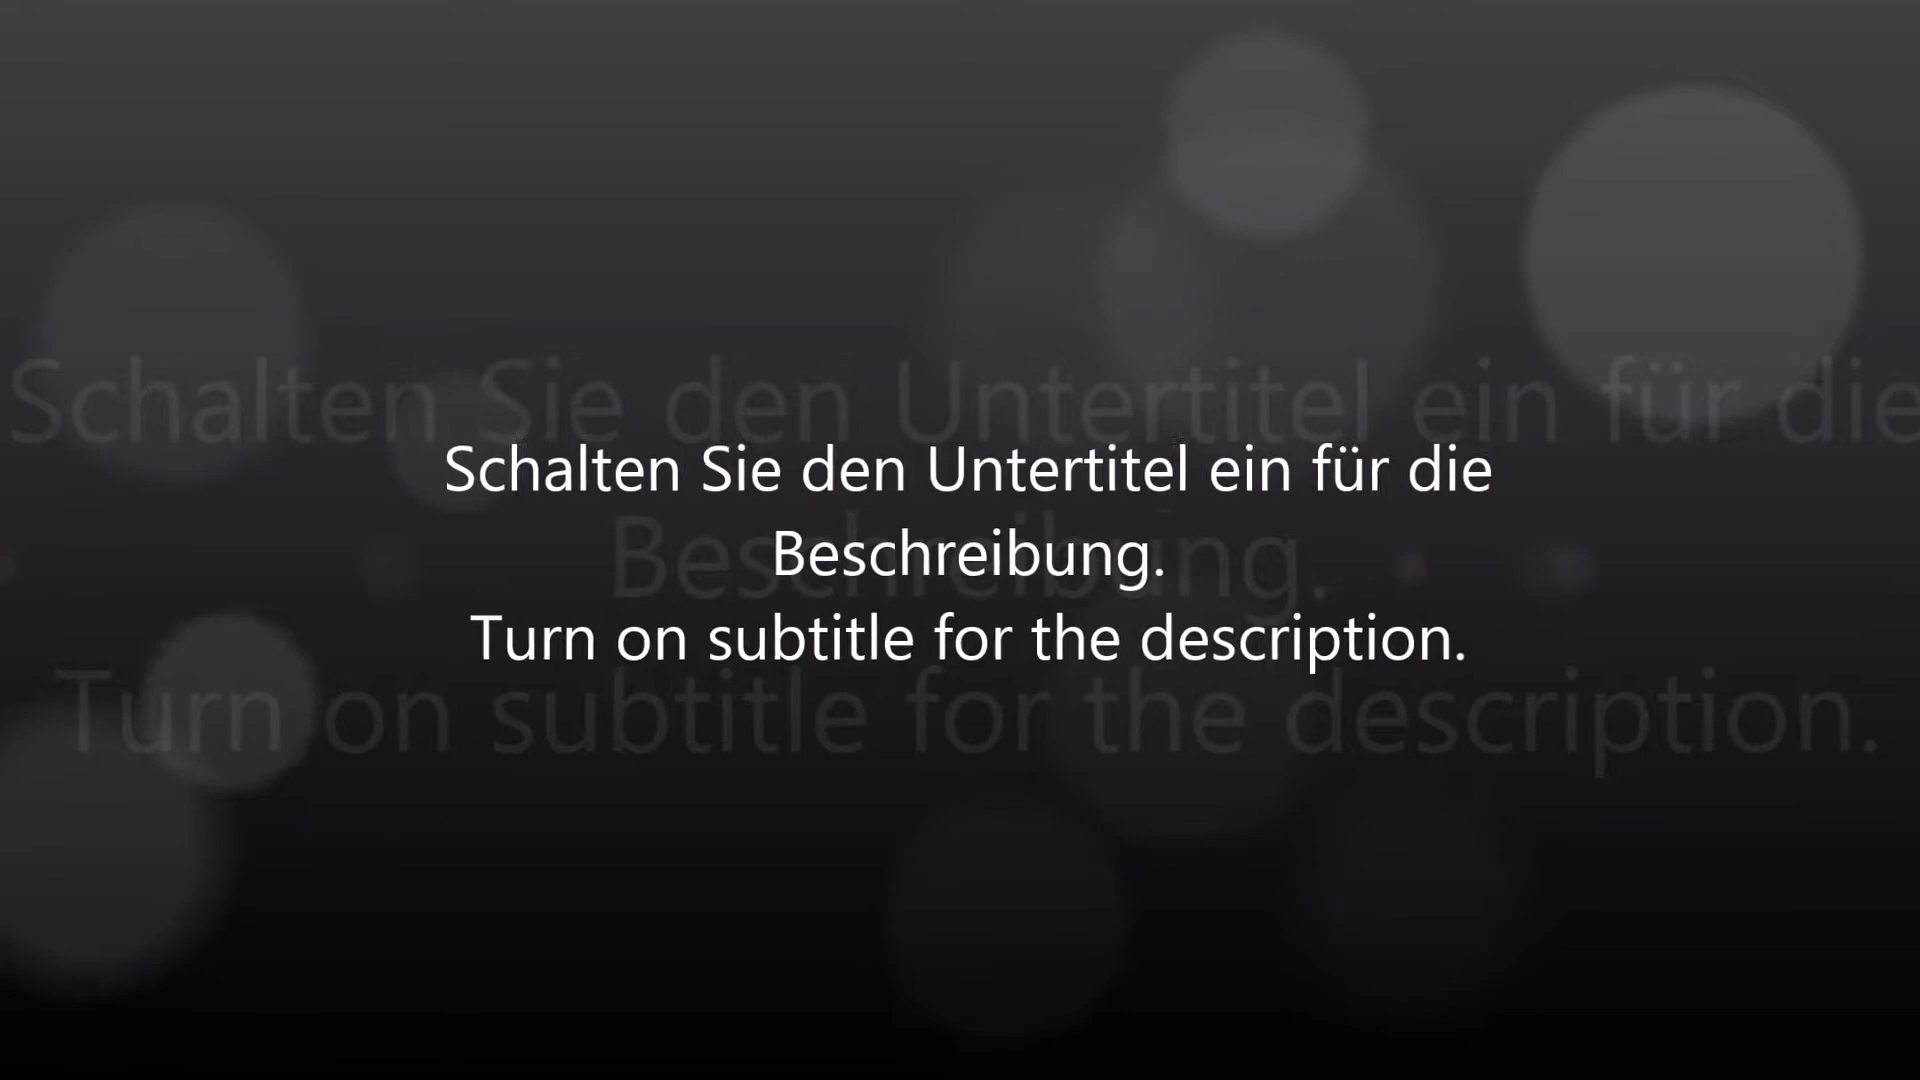 Schalten Sie den Untertitel ein für die
Beschreibung.
Turn on subtitle for the description.